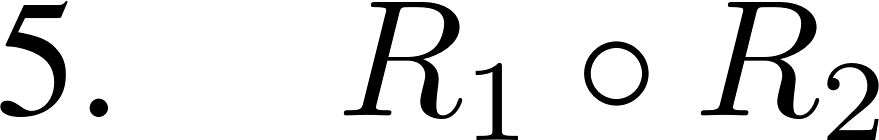 5. R₁ ∘ R₂